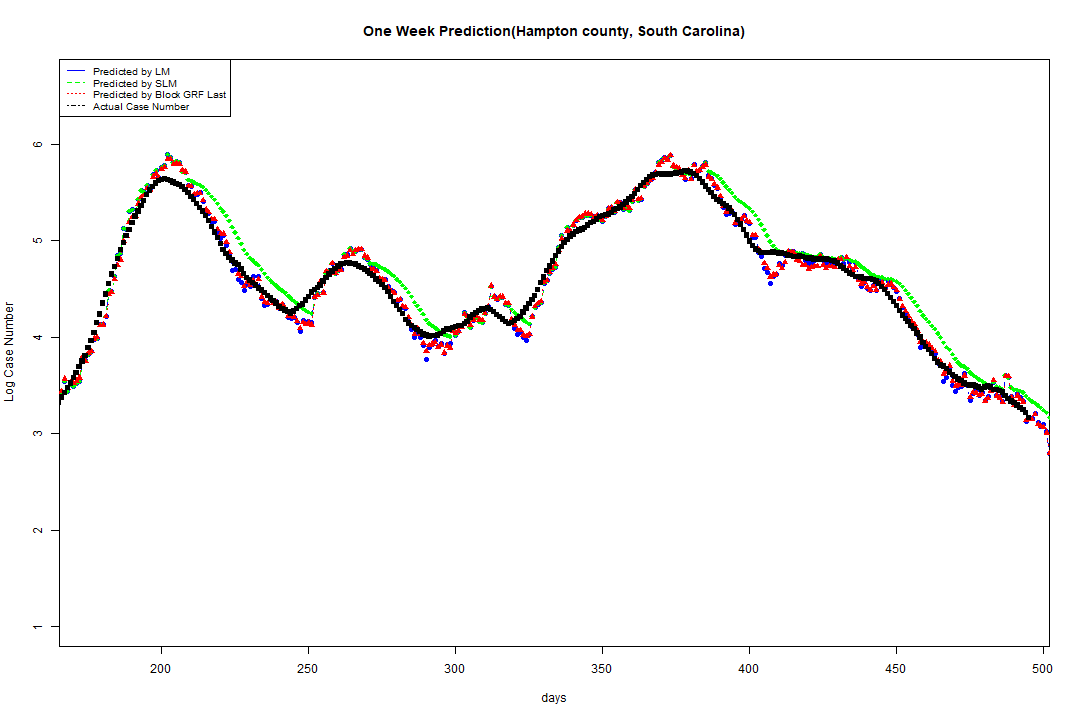 One Week Prediction(Hampton county, South Carolina)
Predicted by LM
Predicted by SLM
Predicted by Block GRF Last
Actual Case Number
6
5
4
3
2
1
Log Case Number
200 250 300 350 400 450 500
days